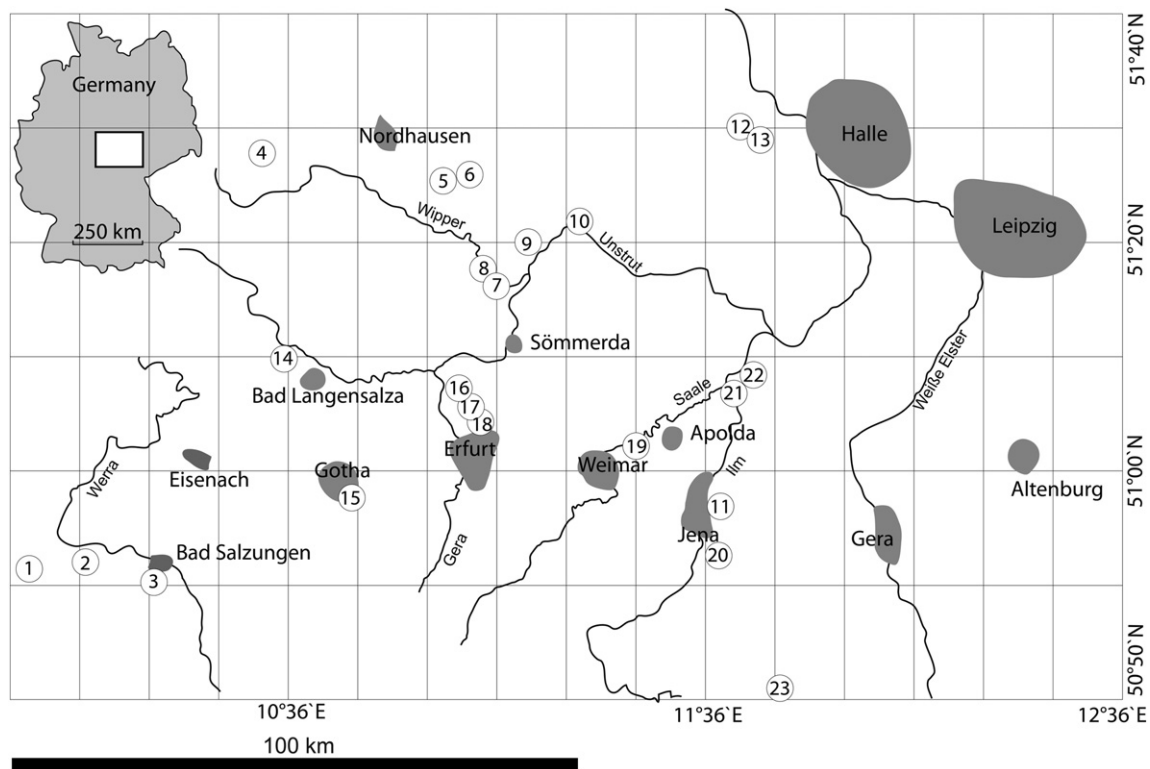 Germany
250 km
Nordhausen
Halle
Leipzig
51°40`N
4
5
6
12
13
Wipper
10
9
8
7
Unstrut
51°20`N
Sömmerda
14
Bad Langensalza
16
17
18
Saale
22
21
Weiße Elster
Werra
Eisenach
Gotha
15
Erfurt
Weimar
19
Apolda
Ilm
Altenburg
51°00`N
11
Jena
20
Gera
Gera
Bad Salzungen
1
2
3
23
50°50`N
10°36`E
11°36`E
12°36`E
100 km